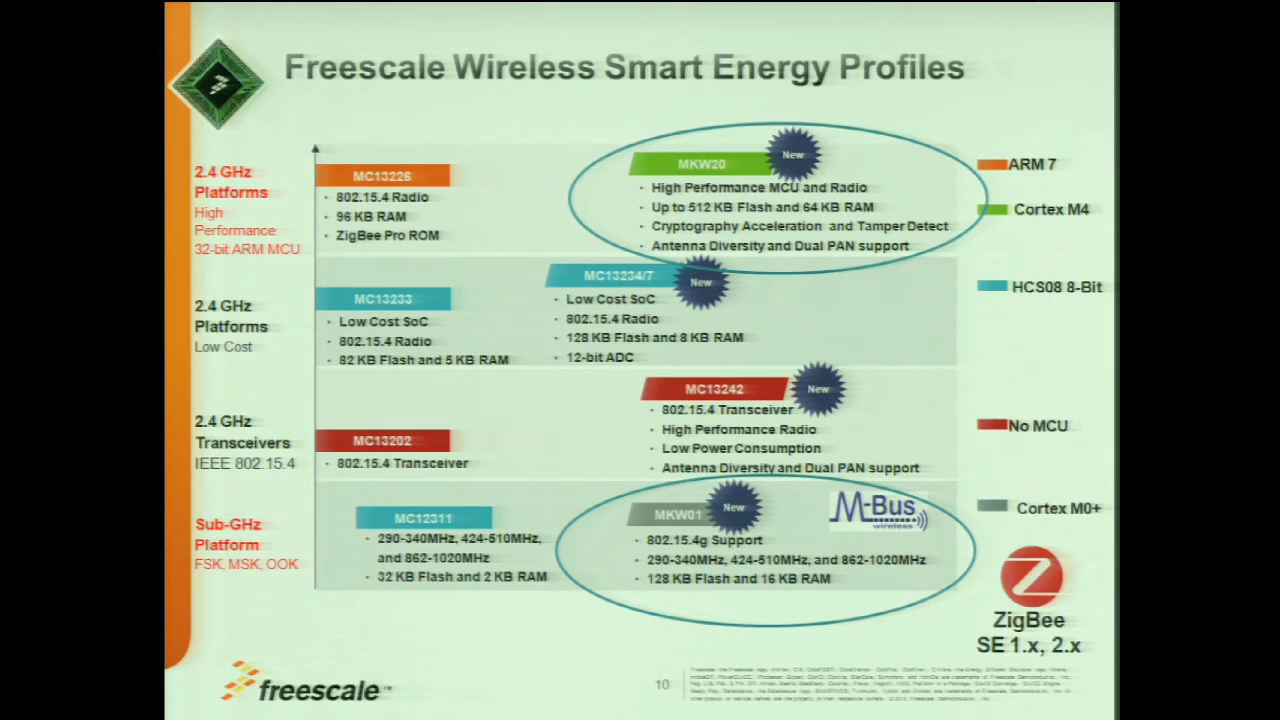 Freescale Wireless Smart Energy Profiles
2.4 GHz
Platforms
High
Performance
32-bit ARM MCU
MC13226
· 802.15.4 Radio
· 96 KB RAM
· ZigBee Pro ROM
MKW20
New
· High Performance MCU and Radio
· Up to 512 KB Flash and 64 KB RAM
· Cryptography Acceleration and Tamper Detect
· Antenna Diversity and Dual PAN support
ARM 7
Cortex M4
2.4 GHz
Platforms
Low Cost
MC13233
· Low Cost SoC
· 802.15.4 Radio
· 82 KB Flash and 5 KB RAM
MC13234/7
New
· Low Cost SoC
· 802.15.4 Radio
· 128 KB Flash and 8 KB RAM
· 12-bit ADC
HCS08 8-Bit
2.4 GHz
Transceivers
IEEE 802.15.4
MC13202
· 802.15.4 Transceiver
MC13242
New
· 802.15.4 Transceiver
· High Performance Radio
· Low Power Consumption
· Antenna Diversity and Dual PAN support
No MCU
Sub-GHz
Platform
FSK, MSK, OOK
MC12311
· 290-340MHz, 424-510MHz,
and 862-1020MHz
· 32 KB Flash and 2 KB RAM
MKW01
New
M-Bus
wireless
· 802.15.4g Support
· 290-340MHz, 424-510MHz, and 862-1020MHz
· 128 KB Flash and 16 KB RAM
Cortex M0+
ZigBee
SE 1.x, 2.x
freescale™
10